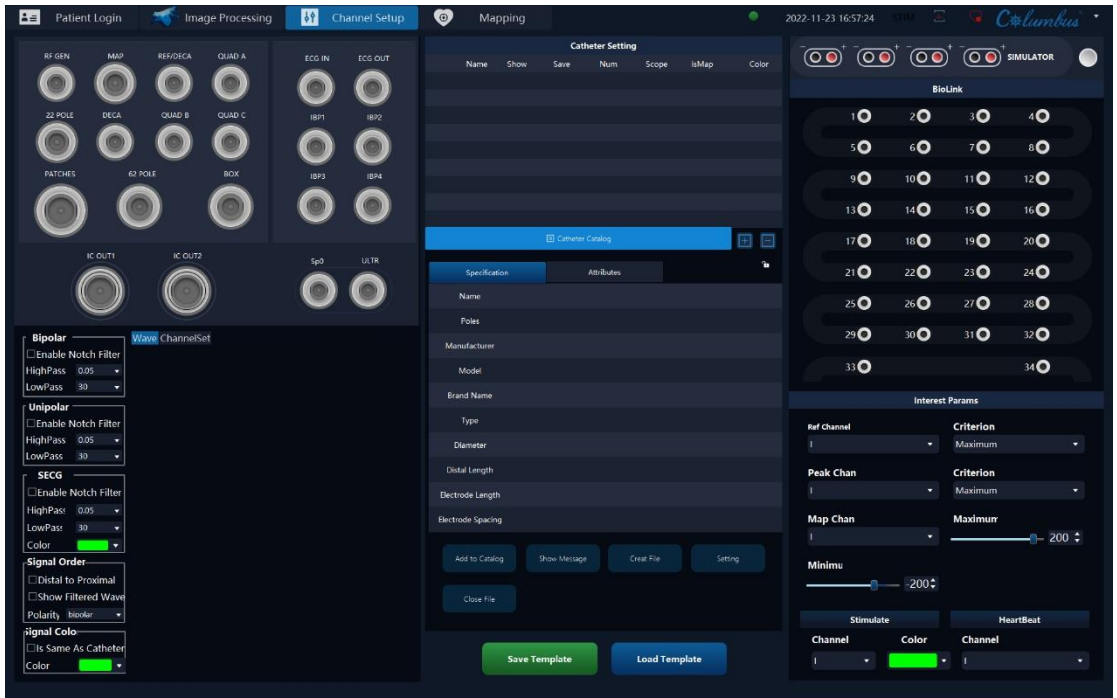 Patient Login Image Processing Channel Setup Mapping 2022-11-23 16:57:24 STIM Columbus
RF GEN MAP REF/DECA QUAD A ECG IN ECG OUT
22 POLE DECA QUAD B QUAD C IBP1 IBP2
PATCHES 62 POLE BOX IBP3 IBP4
IC OUT1 IC OUT2 Sp0 ULTR
Bipolar
Enable Notch Filter
HighPass 0.05
LowPass 30
Unipolar
Enable Notch Filter
HighPass 0.05
LowPass 30
SECG
Enable Notch Filter
HighPas: 0.05
LowPas: 30
Color
Signal Order
Distal to Proximal
Show Filtered Wave
Polarity bipolar
ignal Colo
Is Same As Catheter
Color
Wave ChannelSet
Catheter Setting
Name Show Save Num Scope isMap Color
Catheter Catalog
Specification Attributes
Name
Poles
Manufacturer
Model
Brand Name
Type
Diameter
Distal Length
Electrode Length
Electrode Spacing
Add to Catalog Show Message Creat File Setting
Close File
Save Template Load Template
- + - + - + - + SIMULATOR
BioLink
1 2 3 4
5 6 7 8
9 10 11 12
13 14 15 16
17 18 19 20
21 22 23 24
25 26 27 28
29 30 31 32
33 34
Interest Params
Ref Channel Criterion
I Maximum
Peak Chan Criterion
I Maximum
Map Chan Maximun
I 200
Minimu
-200
Stimulate HeartBeat
Channel Color Channel
I I